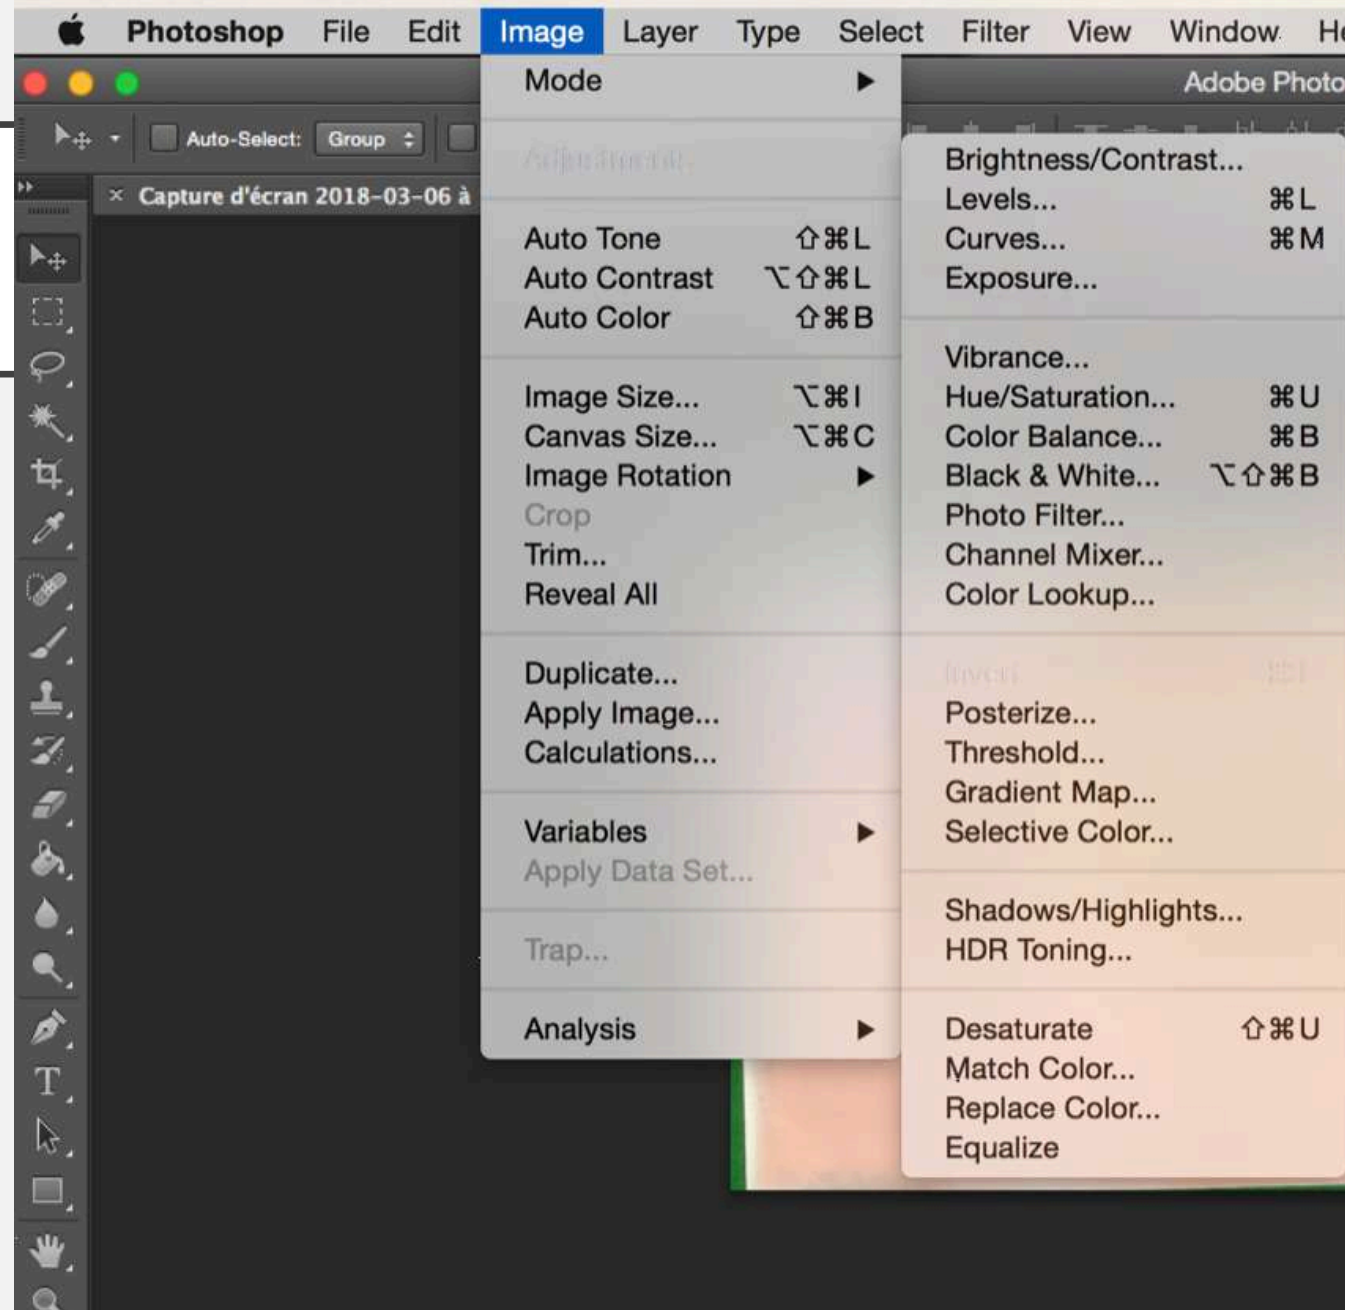 Photoshop File Edit Image Layer Type Select Filter View Window
Adobe Photo
Auto-Select: Group
× Capture d'écran 2018-03-06 à
Mode ▶
Auto Tone ⇧⌘L
Auto Contrast ⌥⇧⌘L
Auto Color ⇧⌘B
Image Size... ⌥⌘I
Canvas Size... ⌥⌘C
Image Rotation ▶
Crop
Trim...
Reveal All
Duplicate...
Apply Image...
Calculations...
Variables ▶
Apply Data Set...
Trap...
Analysis ▶
Brightness/Contrast...
Levels... ⌘L
Curves... ⌘M
Exposure...
Vibrance...
Hue/Saturation... ⌘U
Color Balance... ⌘B
Black & White... ⌥⇧⌘B
Photo Filter...
Channel Mixer...
Color Lookup...
Posterize...
Threshold...
Gradient Map...
Selective Color...
Shadows/Highlights...
HDR Toning...
Desaturate ⇧⌘U
Match Color...
Replace Color...
Equalize